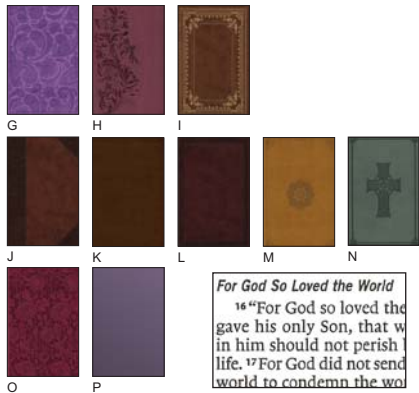 G
H
I
J
K
L
M
N
O
P
For God So Loved the World
16 “For God so loved the
gave his only Son, that w
in him should not perish
life. 17 For God did not send
world to condemn the wo